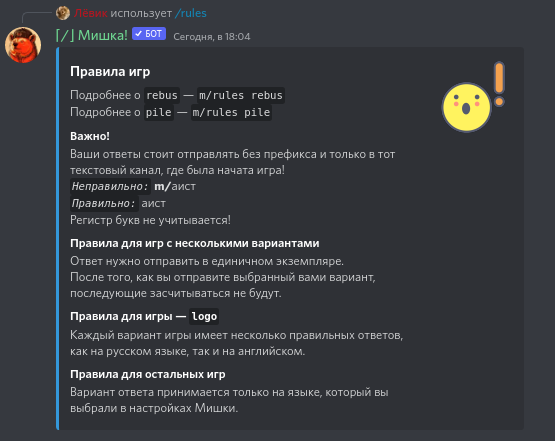 Лёвик использует /rules
[/] Мишка! ✓ БОТ Сегодня, в 18:04
Правила игр
Подробнее о rebus — m/rules rebus
Подробнее о pile — m/rules pile
Важно!
Ваши ответы стоит отправлять без префикса и только в тот
текстовый канал, где была начата игра!
Неправильно: m/аист
Правильно: аист
Регистр букв не учитывается!
Правила для игр с несколькими вариантами
Ответ нужно отправить в единичном экземпляре.
После того, как вы отправите выбранный вами вариант,
последующие засчитываться не будут.
Правила для игры — logo
Каждый вариант игры имеет несколько правильных ответов,
как на русском языке, так и на английском.
Правила для остальных игр
Вариант ответа принимается только на языке, который вы
выбрали в настройках Мишки.